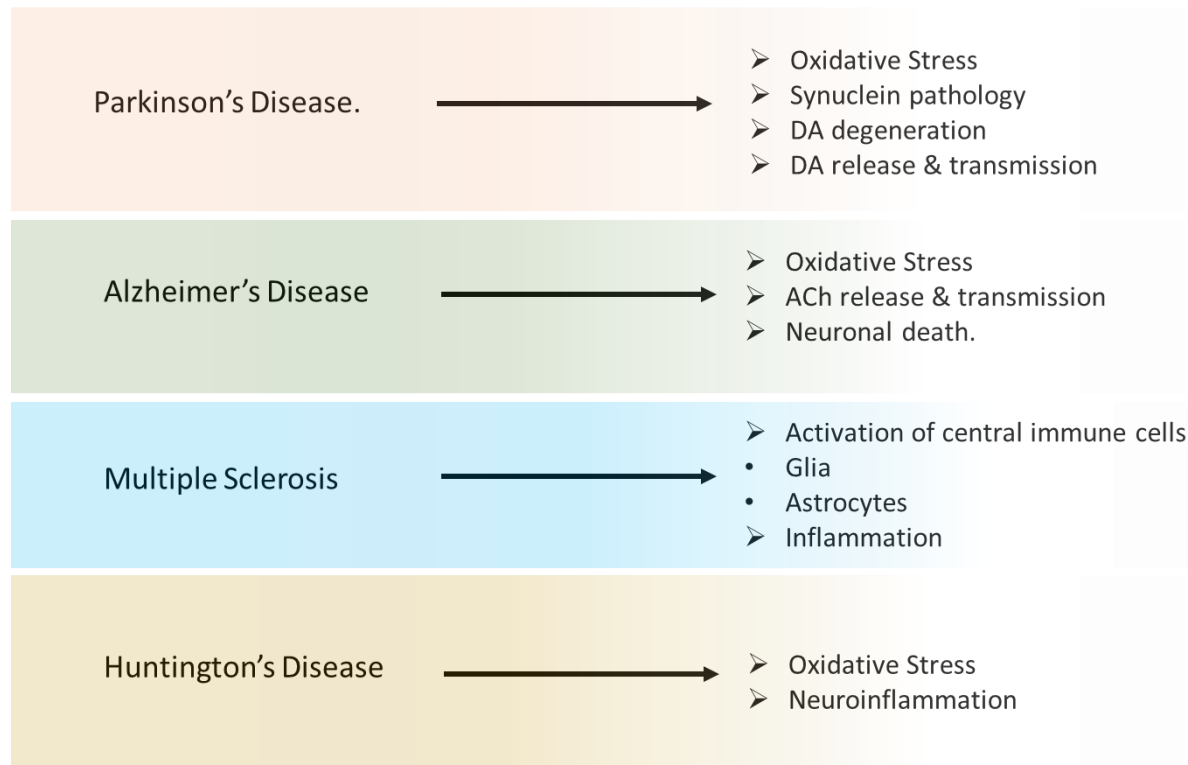 Parkinson's Disease.
➢ Oxidative Stress
➢ Synuclein pathology
➢ DA degeneration
➢ DA release & transmission
Alzheimer's Disease
➢ Oxidative Stress
➢ ACh release & transmission
➢ Neuronal death.
Multiple Sclerosis
➢ Activation of central immune cells
• Glia
• Astrocytes
➢ Inflammation
Huntington's Disease
➢ Oxidative Stress
➢ Neuroinflammation